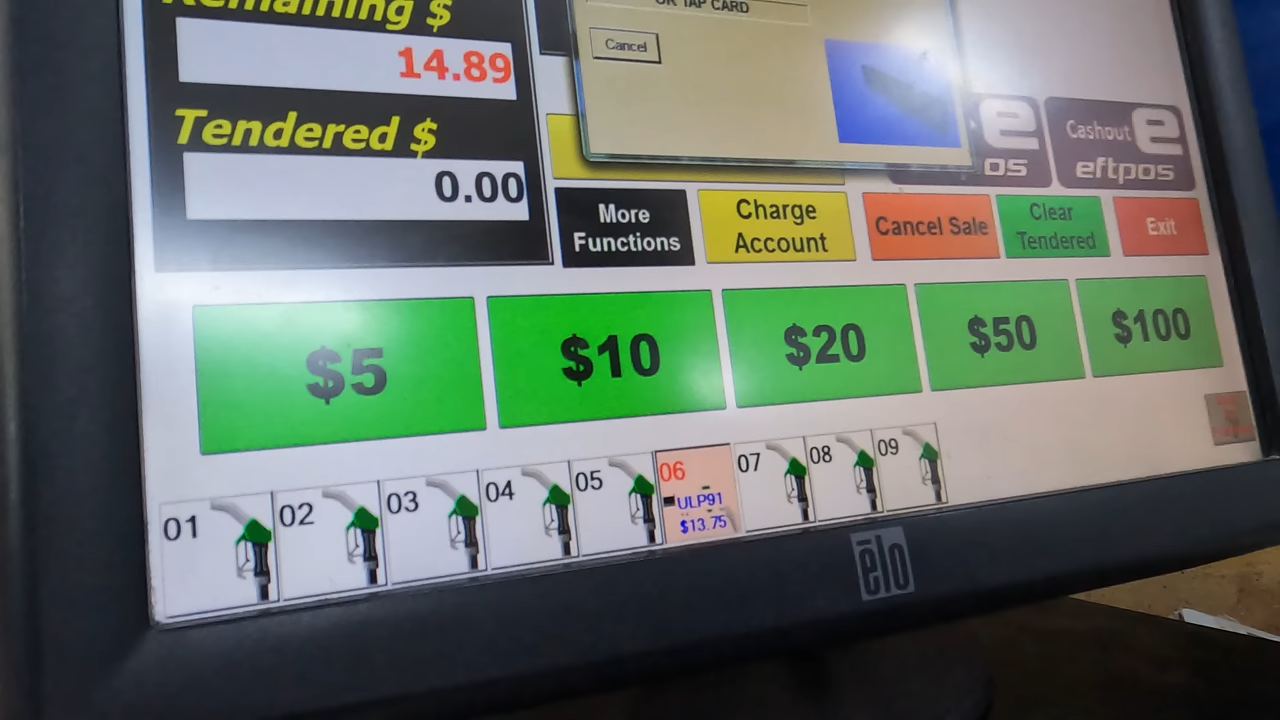 Remaining $
14.89
Tendered $
0.00
OR TAP CARD
Cancel
e
os
Cashout e
eftpos
More
Functions
Charge
Account
Cancel Sale
Clear
Tendered
Exit
$5
$10
$20
$50
$100
01
02
03
04
05
06
ULP91
$13.75
07
08
09
ēlo